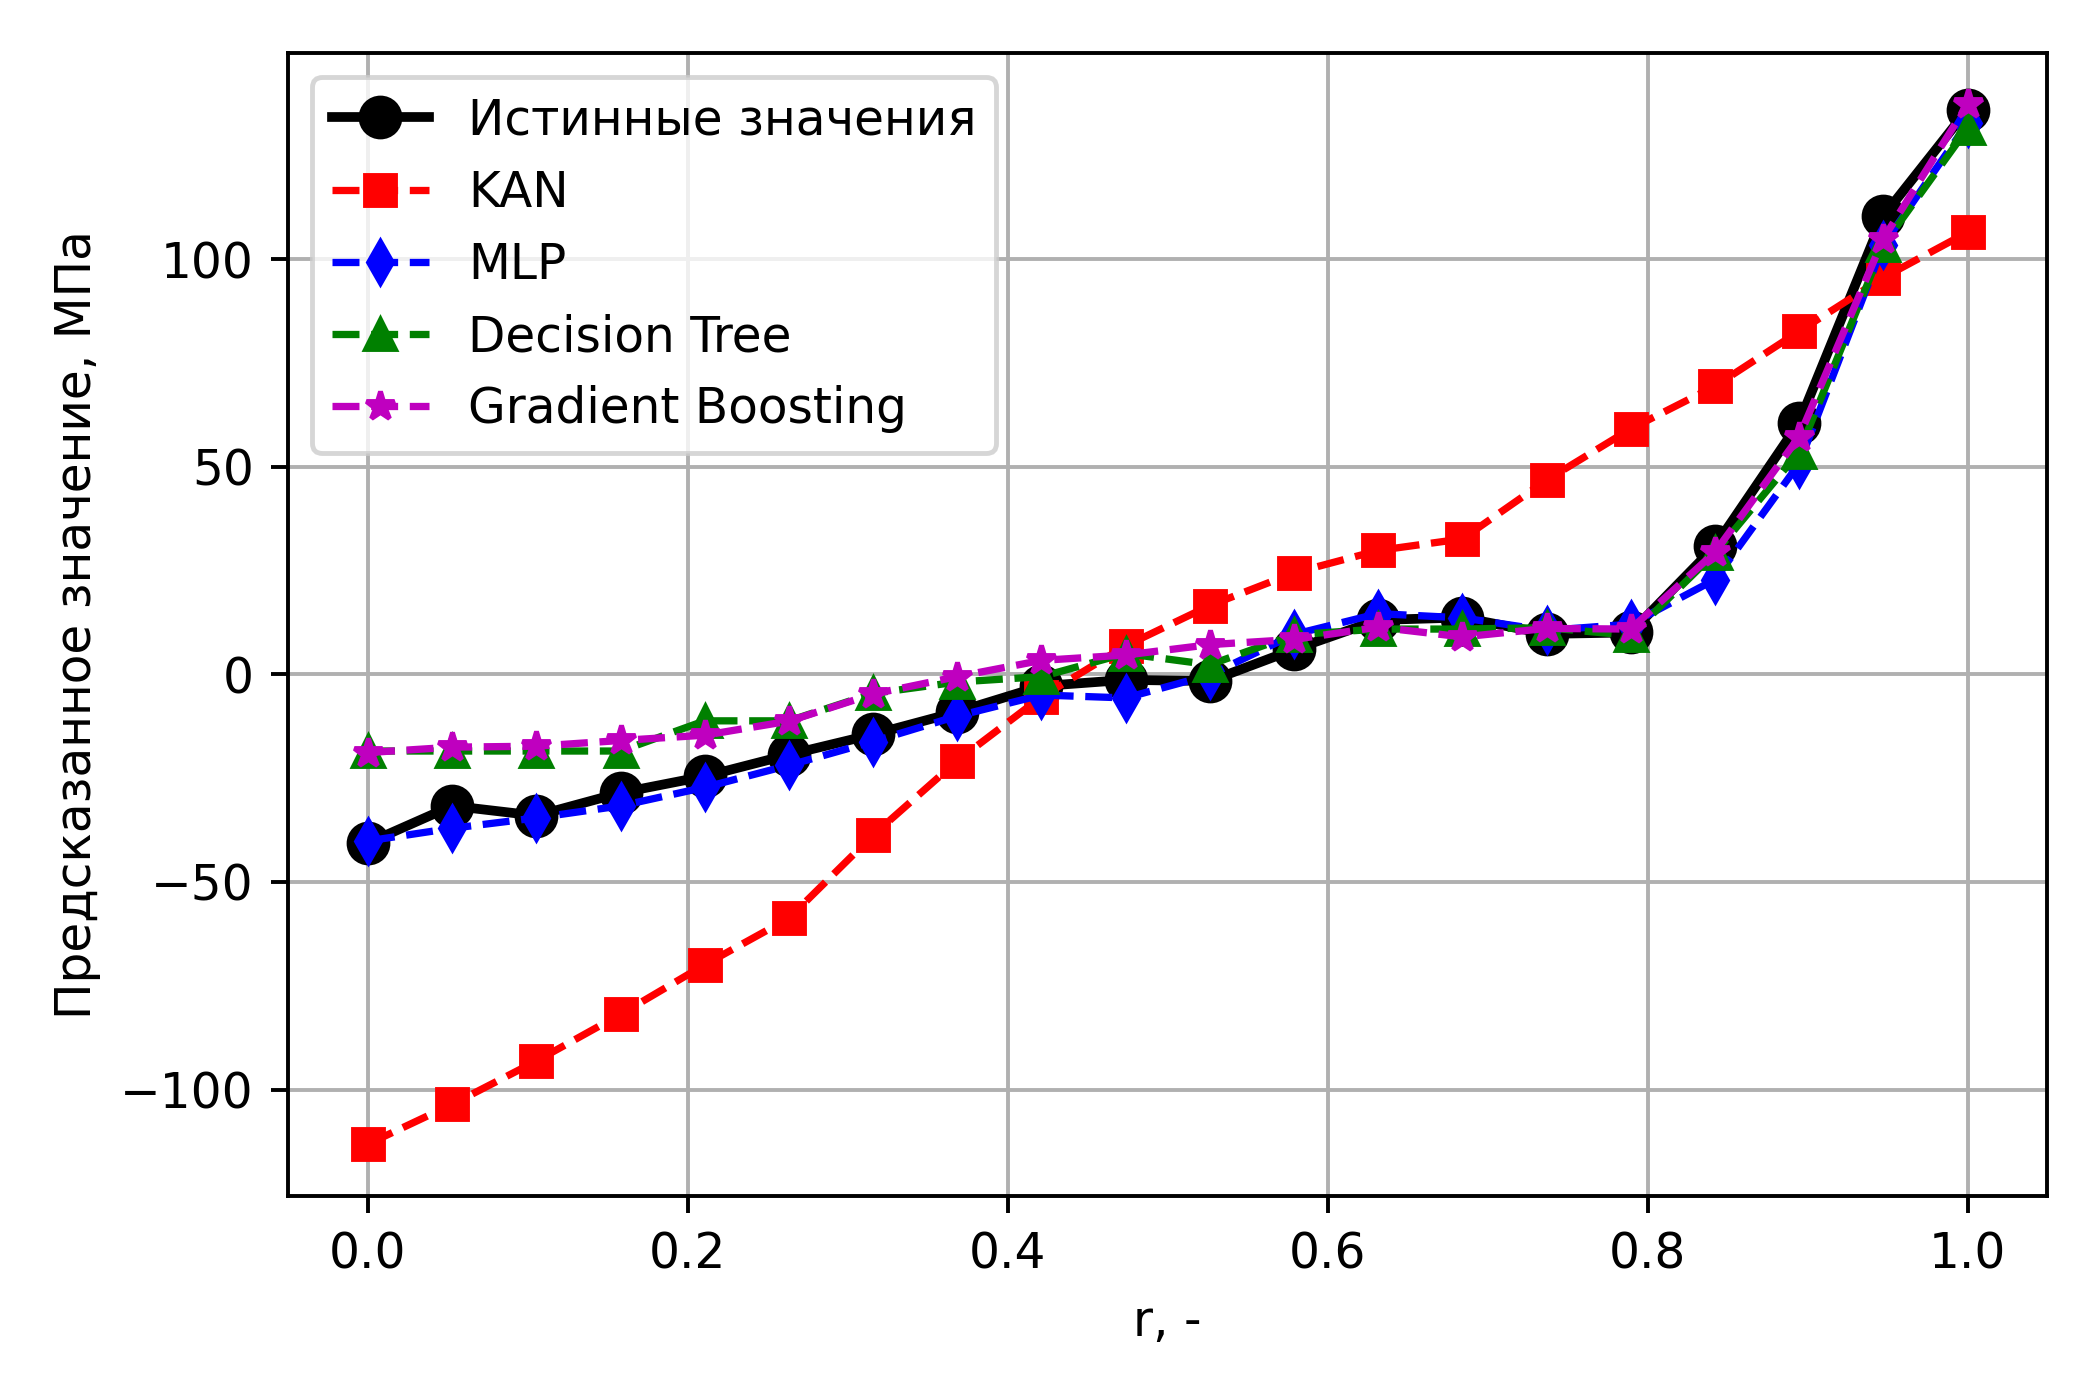 Истинные значения
KAN
MLP
Decision Tree
Gradient Boosting
Предсказанное значение, МПа
100
50
0
−50
−100
0.0 0.2 0.4 0.6 0.8 1.0
r, -